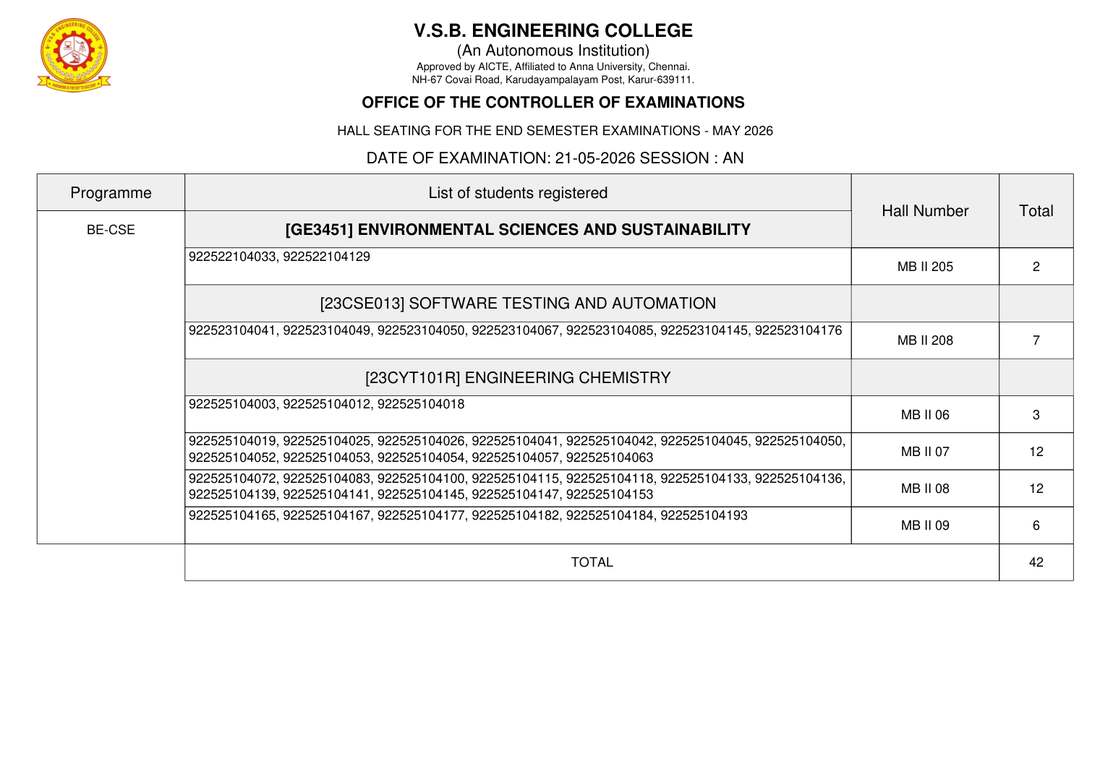 V.S.B. ENGINEERING COLLEGE
(An Autonomous Institution)
Approved by AICTE, Affiliated to Anna University, Chennai.
NH-67 Covai Road, Karudayampalayam Post, Karur-639111.
OFFICE OF THE CONTROLLER OF EXAMINATIONS
HALL SEATING FOR THE END SEMESTER EXAMINATIONS - MAY 2026
DATE OF EXAMINATION: 21-05-2026 SESSION : AN
Programme
List of students registered
Hall Number
Total
BE-CSE
[GE3451] ENVIRONMENTAL SCIENCES AND SUSTAINABILITY
922522104033, 922522104129
MB II 205
2
[23CSE013] SOFTWARE TESTING AND AUTOMATION
922523104041, 922523104049, 922523104050, 922523104067, 922523104085, 922523104145, 922523104176
MB II 208
7
[23CYT101R] ENGINEERING CHEMISTRY
922525104003, 922525104012, 922525104018
MB II 06
3
922525104019, 922525104025, 922525104026, 922525104041, 922525104042, 922525104045, 922525104050,
922525104052, 922525104053, 922525104054, 922525104057, 922525104063
MB II 07
12
922525104072, 922525104083, 922525104100, 922525104115, 922525104118, 922525104133, 922525104136,
922525104139, 922525104141, 922525104145, 922525104147, 922525104153
MB II 08
12
922525104165, 922525104167, 922525104177, 922525104182, 922525104184, 922525104193
MB II 09
6
TOTAL
42